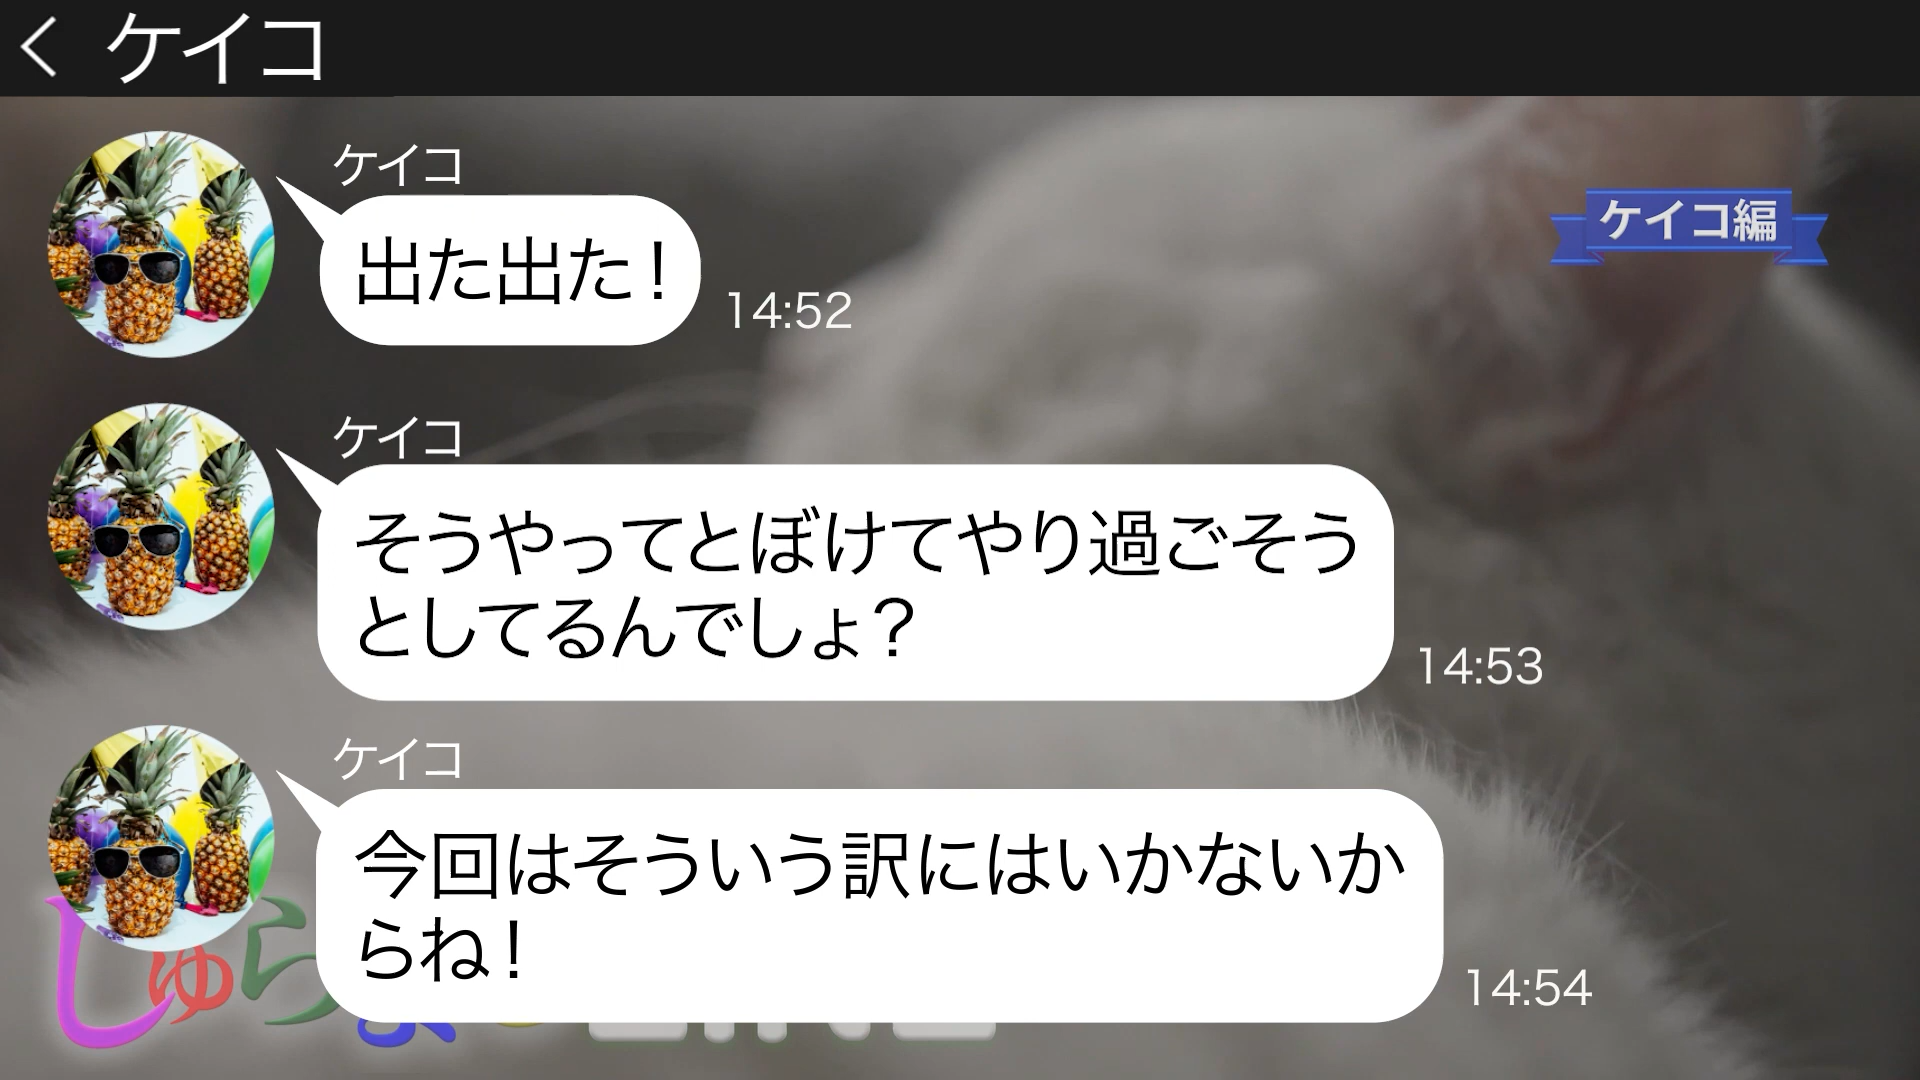 ケイコ
ケイコ
出た出た！
14:52
ケイコ編
ケイコ
そうやってとぼけてやり過ごそう
としてるんでしょ？
14:53
ケイコ
今回はそういう訳にはいかないか
らね！
14:54
しゅら